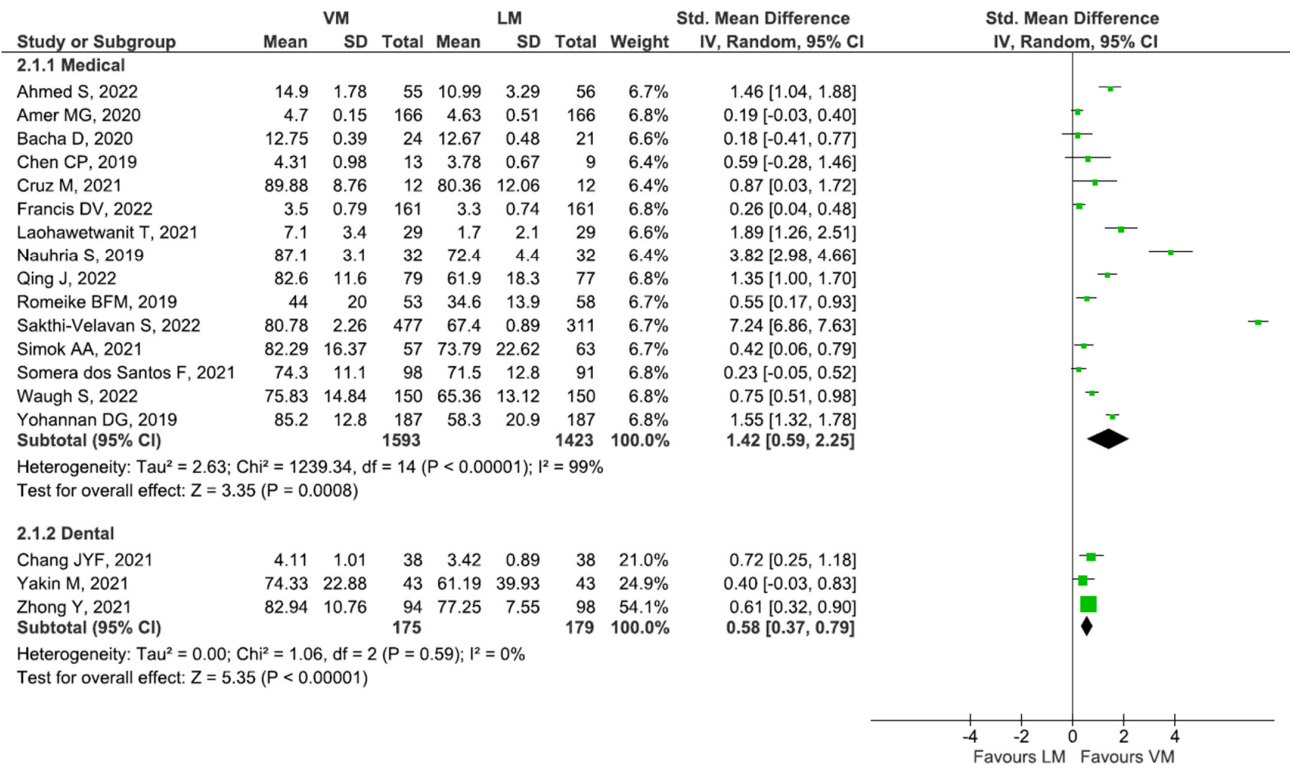 VM LM Std. Mean Difference Std. Mean Difference
Study or Subgroup Mean SD Total Mean SD Total Weight IV, Random, 95% CI IV, Random, 95% CI
2.1.1 Medical
Ahmed S, 2022 14.9 1.78 55 10.99 3.29 56 6.7% 1.46 [1.04, 1.88]
Amer MG, 2020 4.7 0.15 166 4.63 0.51 166 6.8% 0.19 [-0.03, 0.40]
Bacha D, 2020 12.75 0.39 24 12.67 0.48 21 6.6% 0.18 [-0.41, 0.77]
Chen CP, 2019 4.31 0.98 13 3.78 0.67 9 6.4% 0.59 [-0.28, 1.46]
Cruz M, 2021 89.88 8.76 12 80.36 12.06 12 6.4% 0.87 [0.03, 1.72]
Francis DV, 2022 3.5 0.79 161 3.3 0.74 161 6.8% 0.26 [0.04, 0.48]
Laohawetwanit T, 2021 7.1 3.4 29 1.7 2.1 29 6.6% 1.89 [1.26, 2.51]
Nauhria S, 2019 87.1 3.1 32 72.4 4.4 32 6.4% 3.82 [2.98, 4.66]
Qing J, 2022 82.6 11.6 79 61.9 18.3 77 6.7% 1.35 [1.00, 1.70]
Romeike BFM, 2019 44 20 53 34.6 13.9 58 6.7% 0.55 [0.17, 0.93]
Sakthi-Velavan S, 2022 80.78 2.26 477 67.4 0.89 311 6.7% 7.24 [6.86, 7.63]
Simok AA, 2021 82.29 16.37 57 73.79 22.62 63 6.7% 0.42 [0.06, 0.79]
Somera dos Santos F, 2021 74.3 11.1 98 71.5 12.8 91 6.8% 0.23 [-0.05, 0.52]
Waugh S, 2022 75.83 14.84 150 65.36 13.12 150 6.8% 0.75 [0.51, 0.98]
Yohannan DG, 2019 85.2 12.8 187 58.3 20.9 187 6.8% 1.55 [1.32, 1.78]
Subtotal (95% CI) 1593 1423 100.0% 1.42 [0.59, 2.25]
Heterogeneity: Tau² = 2.63; Chi² = 1239.34, df = 14 (P < 0.00001); I² = 99%
Test for overall effect: Z = 3.35 (P = 0.0008)
2.1.2 Dental
Chang JYF, 2021 4.11 1.01 38 3.42 0.89 38 21.0% 0.72 [0.25, 1.18]
Yakin M, 2021 74.33 22.88 43 61.19 39.93 43 24.9% 0.40 [-0.03, 0.83]
Zhong Y, 2021 82.94 10.76 94 77.25 7.55 98 54.1% 0.61 [0.32, 0.90]
Subtotal (95% CI) 175 179 100.0% 0.58 [0.37, 0.79]
Heterogeneity: Tau² = 0.00; Chi² = 1.06, df = 2 (P = 0.59); I² = 0%
Test for overall effect: Z = 5.35 (P < 0.00001)
-4 -2 0 2 4
Favours LM Favours VM